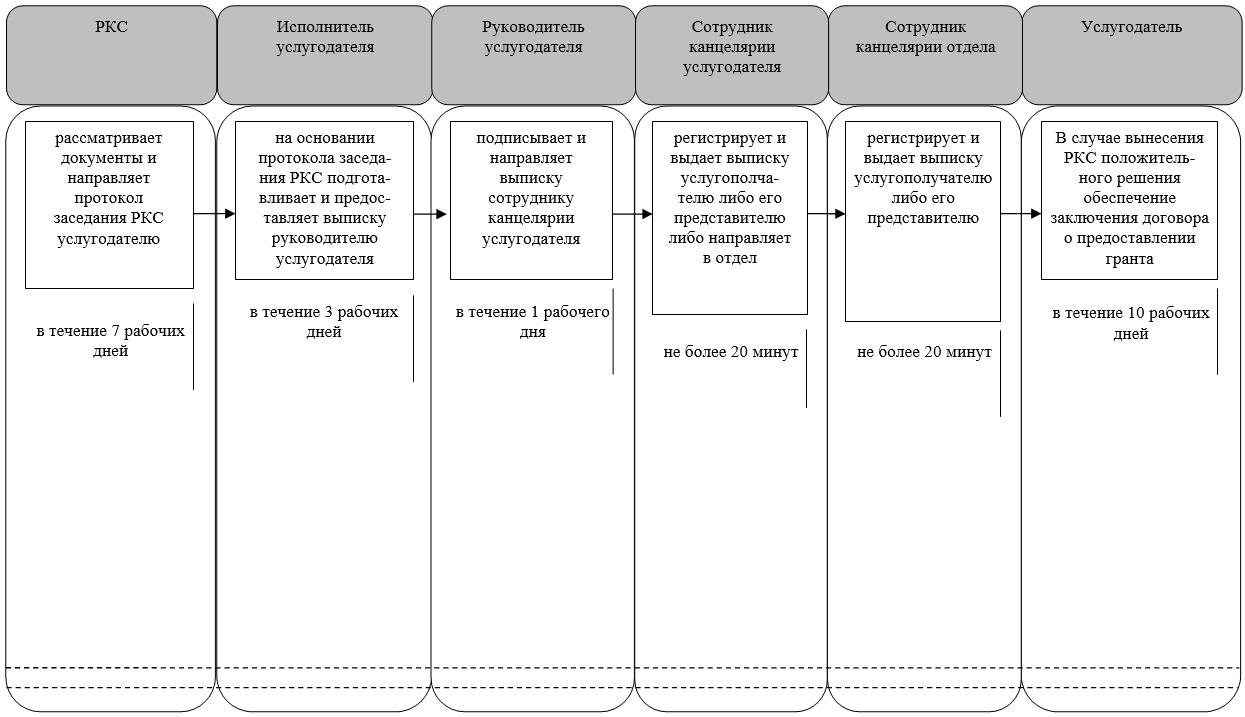 РКС
Исполнитель
услугодателя
Руководитель
услугодателя
Сотрудник
канцелярии
услугодателя
Сотрудник
канцелярии отдела
Услугодатель
рассматривает
документы и
направляет
протокол
заседания РКС
услугодателю
в течение 7 рабочих
дней
на основании
протокола заседа-
ния РКС подгота-
вливает и предос-
тавляет выписку
руководителю
услугодателя
в течение 3 рабочих
дней
подписывает и
направляет
выписку
сотруднику
канцелярии
услугодателя
в течение 1 рабочего
дня
регистрирует и
выдает выписку
услугополча-
телю либо его
представителю
либо направляет
в отдел
не более 20 минут
регистрирует и
выдает выписку
услугополучателю
либо его
представителю
не более 20 минут
В случае вынесения
РКС положитель-
ного решения
обеспечение
заключения договора
о предоставлении
гранта
в течение 10 рабочих
дней